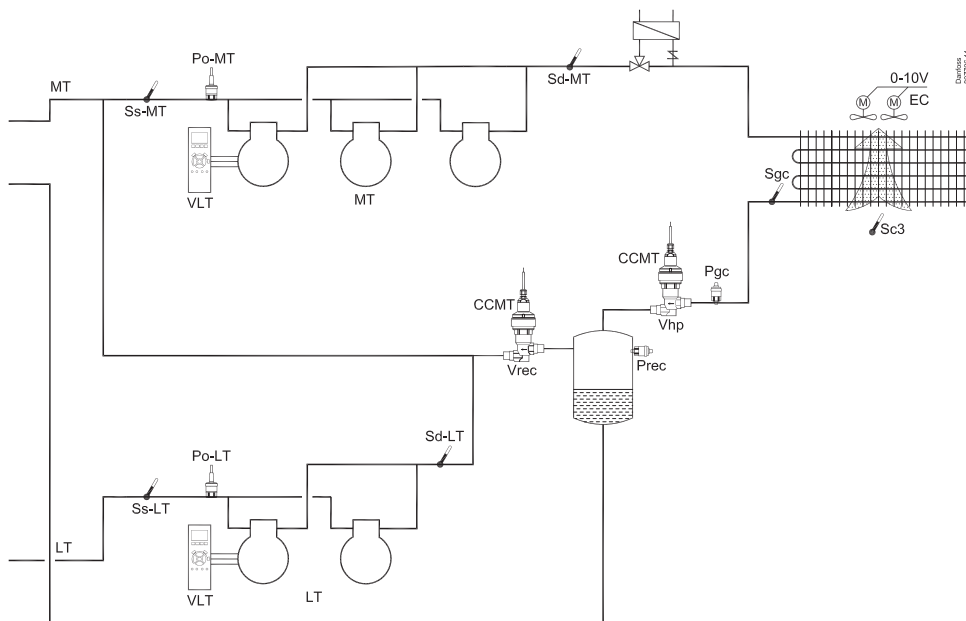 Po-MT
Sd-MT
Danfoss
0-10V
M
M
EC
MT
Ss-MT
VLT
MT
Sgc
Sc3
CCMT
Pgc
CCMT
Vhp
Vrec
Prec
Sd-LT
Po-LT
Ss-LT
LT
VLT
LT